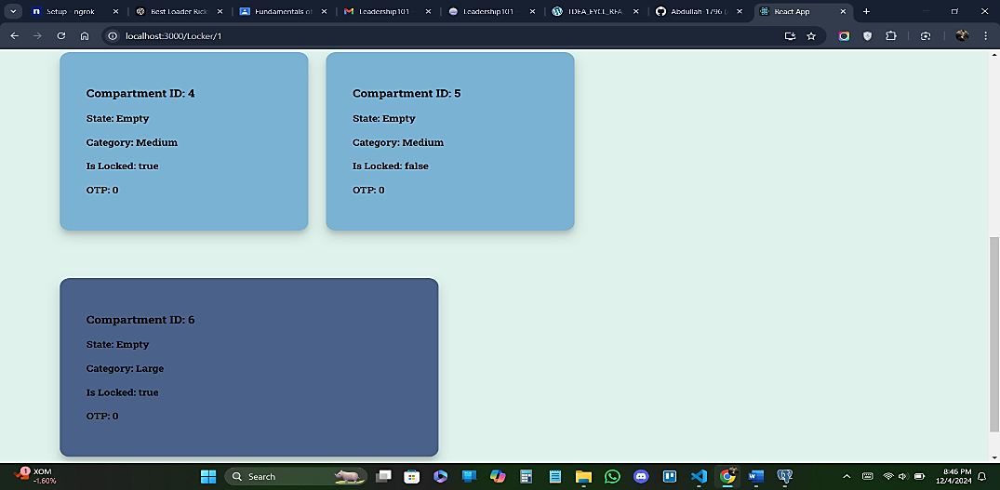 Setup - ngrok
Best Loader Rick
Fundamentals of
Leadership101 -
Leadership101 -
Abdullah-1796 (
React App
localhost:3000/Locker/1
Compartment ID: 4
State: Empty
Category: Medium
Is Locked: true
OTP: 0
Compartment ID: 5
State: Empty
Category: Medium
Is Locked: false
OTP: 0
Compartment ID: 6
State: Empty
Category: Large
Is Locked: true
OTP: 0
1
XOM
-1.60%
Search
8:46 PM
12/4/2024